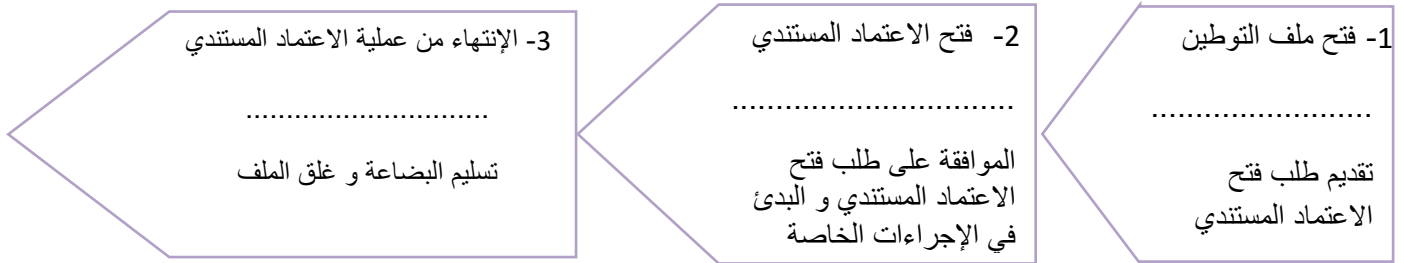 1- فتح ملف التوطين
........................
تقديم طلب فتح
الاعتماد المستندي
2- فتح الاعتماد المستندي
................................
الموافقة على طلب فتح
الاعتماد المستندي و البدئ
في الإجراءات الخاصة
3- الإنتهاء من عملية الاعتماد المستندي
..............................
تسليم البضاعة و غلق الملف